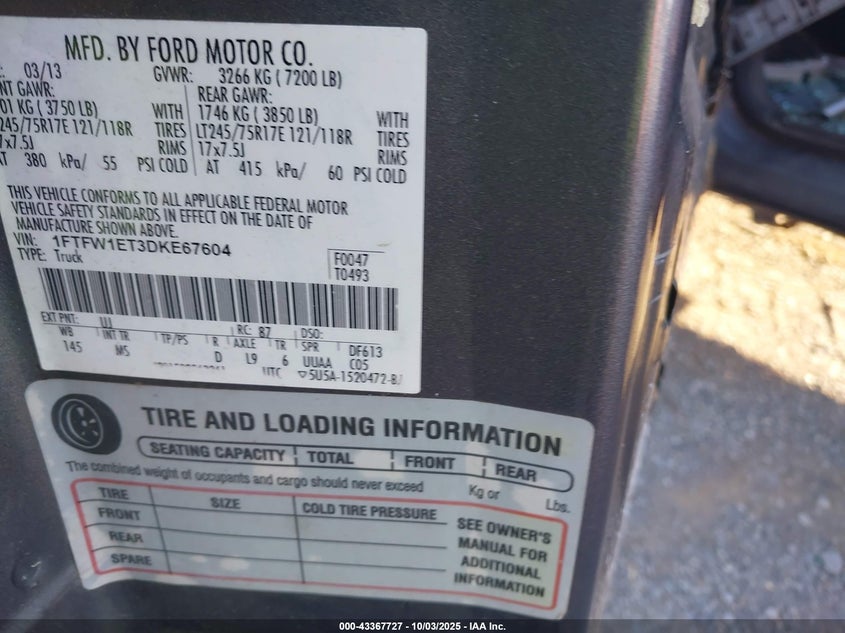 MFD. BY FORD MOTOR CO.
03/13 GVWR: 3266 KG ( 7200 LB)
NT GAWR: REAR GAWR:
01 KG ( 3750 LB) WITH 1746 KG ( 3850 LB) WITH
245/75R17E 121/118R TIRES LT245/75R17E 121/118R TIRES
7x7.5J RIMS 17x7.5J RIMS
AT 380 kPa/ 55 PSI COLD AT 415 kPa/ 60 PSI COLD
THIS VEHICLE CONFORMS TO ALL APPLICABLE FEDERAL MOTOR
VEHICLE SAFETY STANDARDS IN EFFECT ON THE DATE OF
MANUFACTURE SHOWN ABOVE.
VIN: 1FTFW1ET3DKE67604 F0047
TYPE: Truck T0493
EXT PNT: UJ RC: 87 DSO:
WB INT TR TP/PS R AXLE TR SPR DF613
145 MS D L9 6 UUAA C05
UTC 5U5A-1520472-B
TIRE AND LOADING INFORMATION
SEATING CAPACITY TOTAL FRONT REAR
The combined weight of occupants and cargo should never exceed Kg or Lbs.
TIRE SIZE COLD TIRE PRESSURE SEE OWNER'S
FRONT MANUAL FOR
REAR ADDITIONAL
SPARE INFORMATION
000-43367727 - 10/03/2025 - IAA Inc.